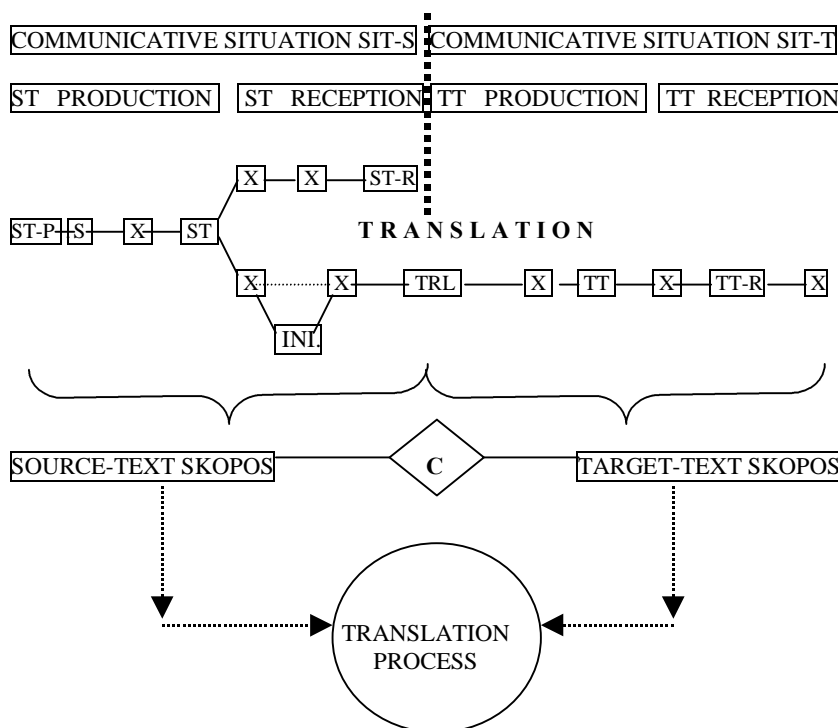 COMMUNICATIVE SITUATION SIT-S COMMUNICATIVE SITUATION SIT-T
ST PRODUCTION ST RECEPTION TT PRODUCTION TT RECEPTION
X X ST-R
ST-P S X ST TRANSLATION
X X TRL X TT X TT-R X
INI.
SOURCE-TEXT SKOPOS C TARGET-TEXT SKOPOS
TRANSLATION
PROCESS